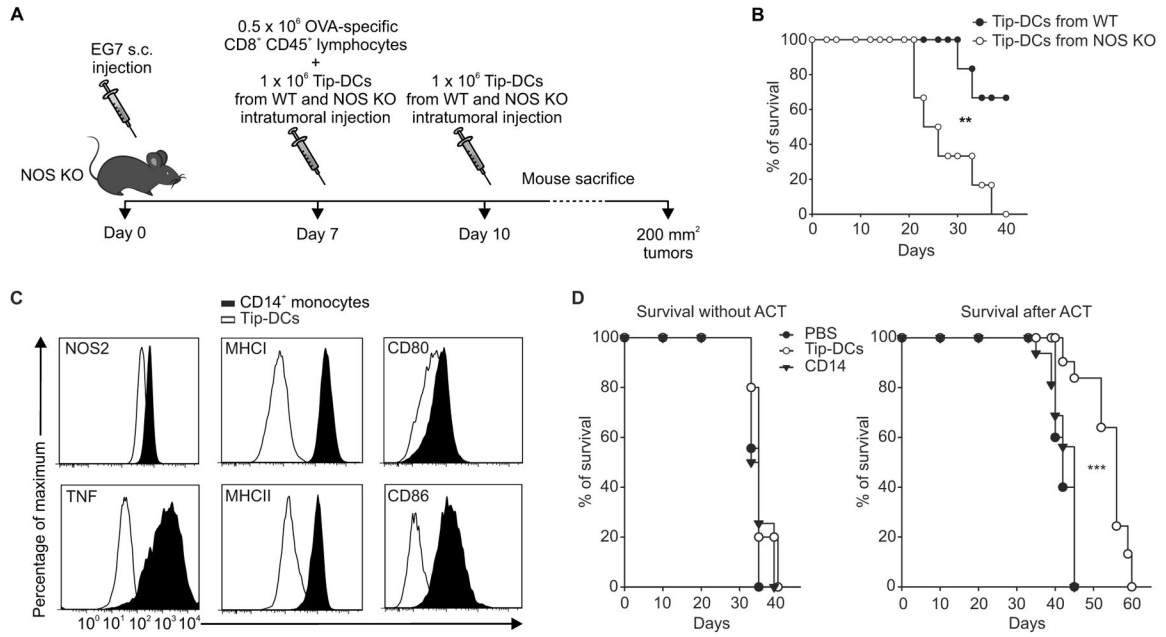 A
EG7 s.c.
injection
0.5 x 10⁶ OVA-specific
CD8⁺ CD45⁺ lymphocytes
+
1 x 10⁶ Tip-DCs
from WT and NOS KO
intratumoral injection
1 x 10⁶ Tip-DCs
from WT and NOS KO
intratumoral injection
NOS KO
Mouse sacrifice
Day 0
Day 7
Day 10
200 mm²
tumors
B
Tip-DCs from WT
Tip-DCs from NOS KO
% of survival
100
80
60
40
20
0
**
0 10 20 30 40
Days
C
CD14⁺ monocytes
Tip-DCs
Percentage of maximum
NOS2
MHCI
CD80
TNF
MHCII
CD86
10⁰ 10¹ 10² 10³ 10⁴
D
Survival without ACT
PBS
Tip-DCs
CD14
% of survival
100
80
60
40
20
0
0 10 20 30 40
Days
Survival after ACT
% of survival
100
80
60
40
20
0
***
0 10 20 30 40 50 60
Days